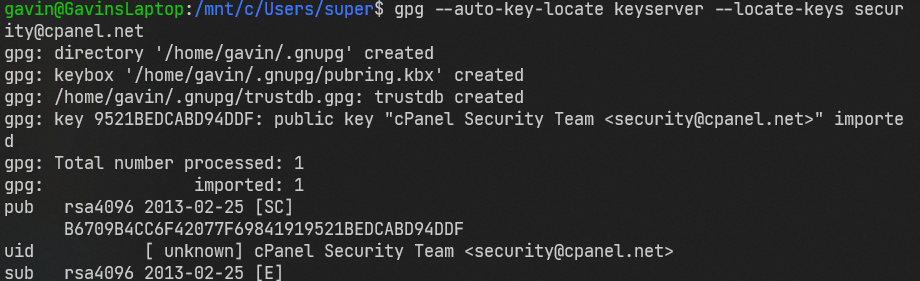 gavin@GavinsLaptop:/mnt/c/Users/super$ gpg --auto-key-locate keyserver --locate-keys secur
ity@cpanel.net
gpg: directory '/home/gavin/.gnupg' created
gpg: keybox '/home/gavin/.gnupg/pubring.kbx' created
gpg: /home/gavin/.gnupg/trustdb.gpg: trustdb created
gpg: key 9521BEDCABD94DDF: public key "cPanel Security Team <security@cpanel.net>" importe
d
gpg: Total number processed: 1
gpg:               imported: 1
pub   rsa4096 2013-02-25 [SC]
      B6709B4CC6F42077F69841919521BEDCABD94DDF
uid           [ unknown] cPanel Security Team <security@cpanel.net>
sub   rsa4096 2013-02-25 [E]